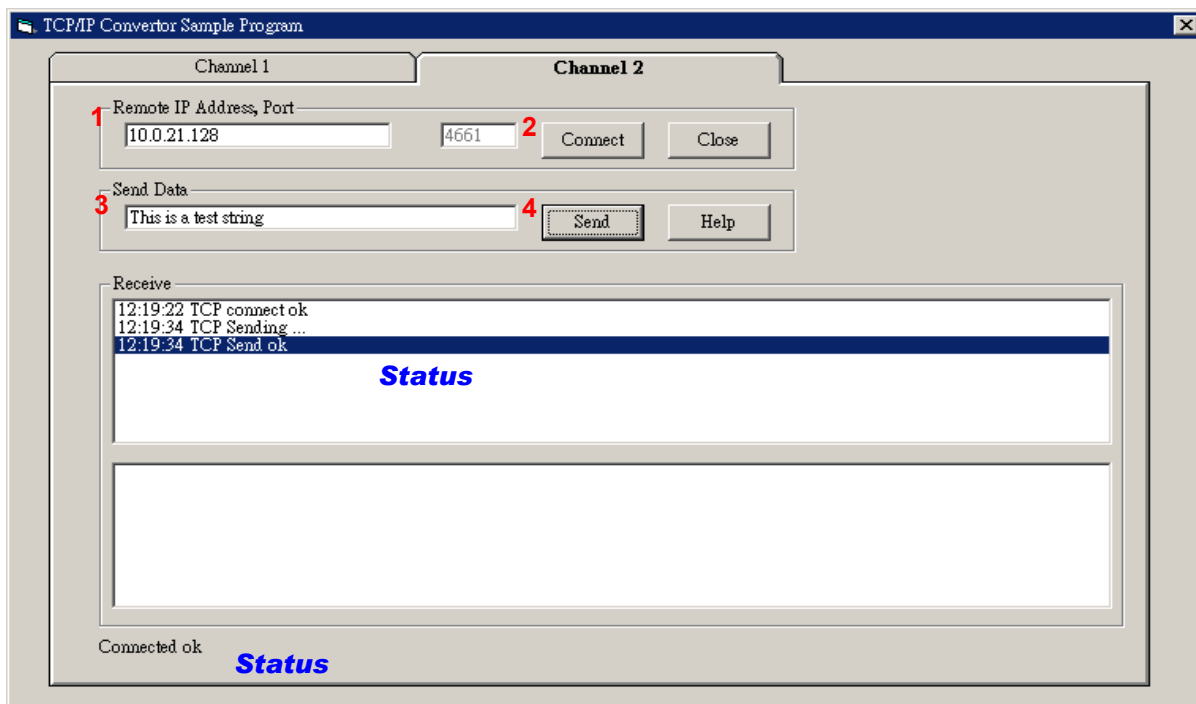 TCP/IP Convertor Sample Program
Channel 1 Channel 2
Remote IP Address, Port
1 10.0.21.128 4661 2 Connect Close
Send Data
3 This is a test string 4 Send Help
Receive
12:19:22 TCP connect ok
12:19:34 TCP Sending ...
12:19:34 TCP Send ok
Status
Connected ok
Status